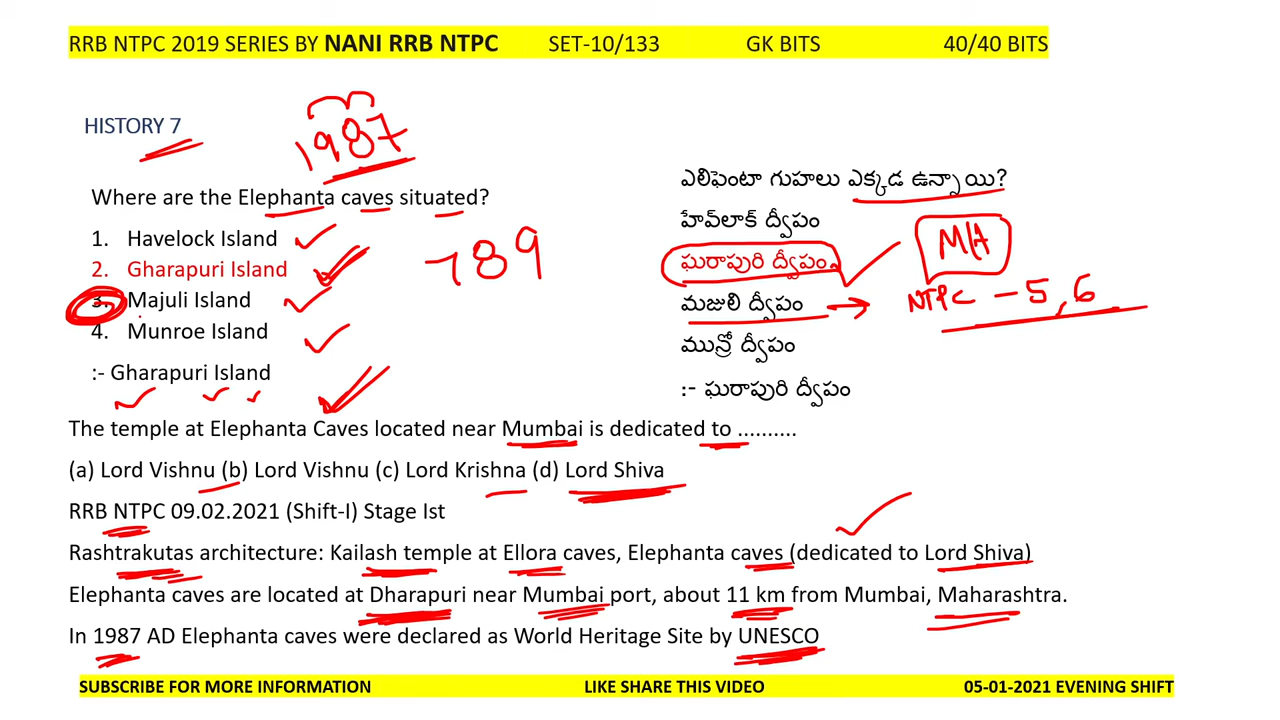 RRB NTPC 2019 SERIES BY NANI RRB NTPC SET-10/133 GK BITS 40/40 BITS
HISTORY 7
1987
Where are the Elephanta caves situated?
1. Havelock Island
2. Gharapuri Island
3. Majuli Island
4. Munroe Island
:- Gharapuri Island
789
ఎలిఫెంటా గుహలు ఎక్కడ ఉన్నాయి?
హేవ్‌లాక్ ద్వీపం
ఘరాపురి ద్వీపం
మజులి ద్వీపం
మున్రో ద్వీపం
:- ఘరాపురి ద్వీపం
M/A
NTPC - 5, 6
The temple at Elephanta Caves located near Mumbai is dedicated to ..........
(a) Lord Vishnu (b) Lord Vishnu (c) Lord Krishna (d) Lord Shiva
RRB NTPC 09.02.2021 (Shift-I) Stage Ist
Rashtrakutas architecture: Kailash temple at Ellora caves, Elephanta caves (dedicated to Lord Shiva)
Elephanta caves are located at Dharapuri near Mumbai port, about 11 km from Mumbai, Maharashtra.
In 1987 AD Elephanta caves were declared as World Heritage Site by UNESCO
SUBSCRIBE FOR MORE INFORMATION LIKE SHARE THIS VIDEO 05-01-2021 EVENING SHIFT